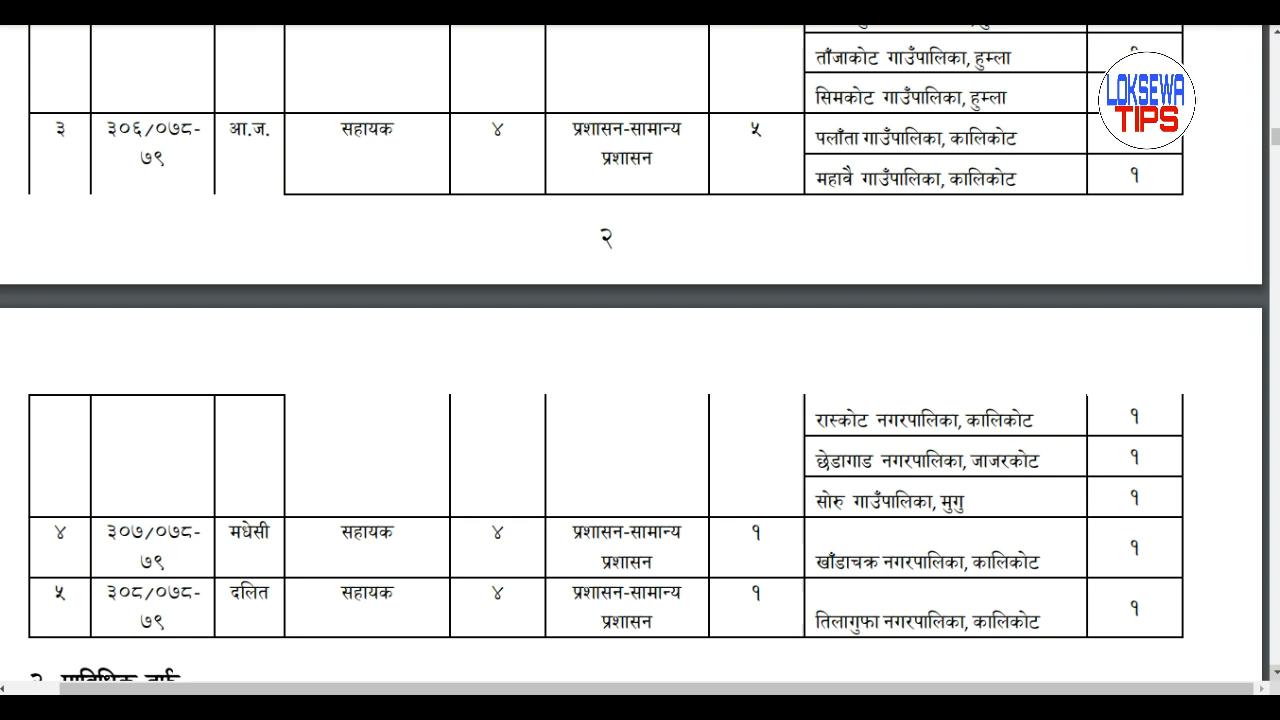 ताँजाकोट गाउँपालिका, हुम्ला
सिमकोट गाउँपालिका, हुम्ला
LOKSEWA
TIPS
३ ३०६/०७८- आ.ज. सहायक ४ प्रशासन-सामान्य ५ पलाँता गाउँपालिका, कालिकोट
७९ प्रशासन
महावै गाउँपालिका, कालिकोट १
२
रास्कोट नगरपालिका, कालिकोट १
छेडागाड नगरपालिका, जाजरकोट १
सोरु गाउँपालिका, मुगु १
४ ३०७/०७८- मधेसी सहायक ४ प्रशासन-सामान्य १ १
७९ प्रशासन खाँडाचक्र नगरपालिका, कालिकोट
५ ३०८/०७८- दलित सहायक ४ प्रशासन-सामान्य १ १
७९ प्रशासन तिलागुफा नगरपालिका, कालिकोट